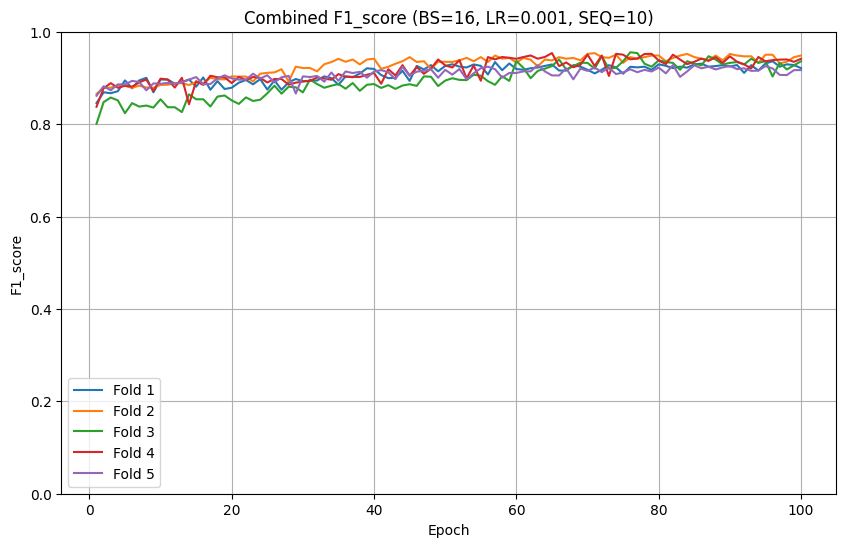 Combined F1_score (BS=16, LR=0.001, SEQ=10)
F1_score
1.0
0.8
0.6
0.4
0.2
0.0
Fold 1
Fold 2
Fold 3
Fold 4
Fold 5
0 20 40 60 80 100
Epoch